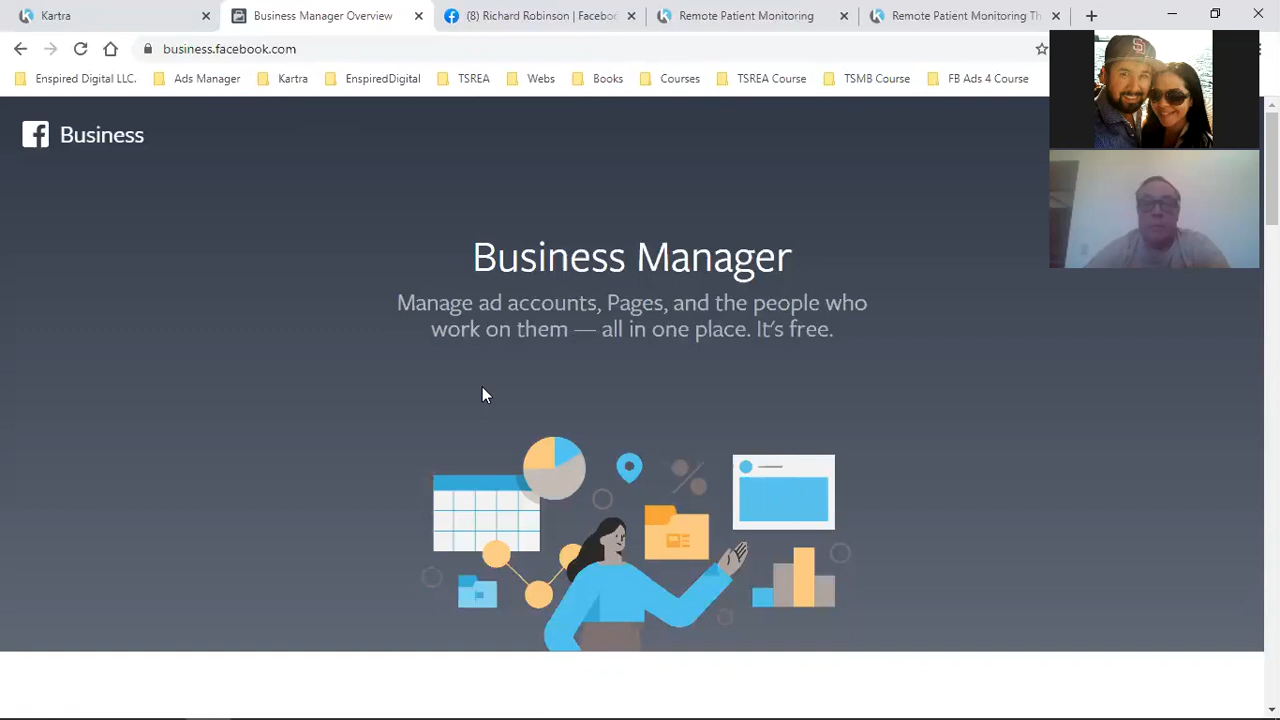 Kartra
Business Manager Overview
(8) Richard Robinson | Facebo
Remote Patient Monitoring
Remote Patient Monitoring Th
business.facebook.com
Enspired Digital LLC.
Ads Manager
Kartra
EnspiredDigital
TSREA
Webs
Books
Courses
TSREA Course
TSMB Course
FB Ads 4 Course
Business
Business Manager
Manage ad accounts, Pages, and the people who
work on them — all in one place. It's free.